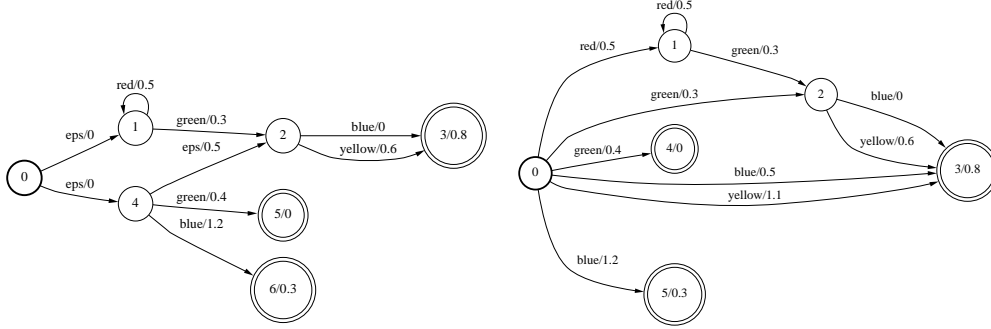 red/0.5
1
eps/0
green/0.3
2
blue/0
3/0.8
yellow/0.6
eps/0.5
0
eps/0
4
green/0.4
5/0
blue/1.2
6/0.3
red/0.5
red/0.5
1
green/0.3
green/0.3
2
blue/0
yellow/0.6
3/0.8
green/0.4
4/0
0
blue/0.5
yellow/1.1
blue/1.2
5/0.3